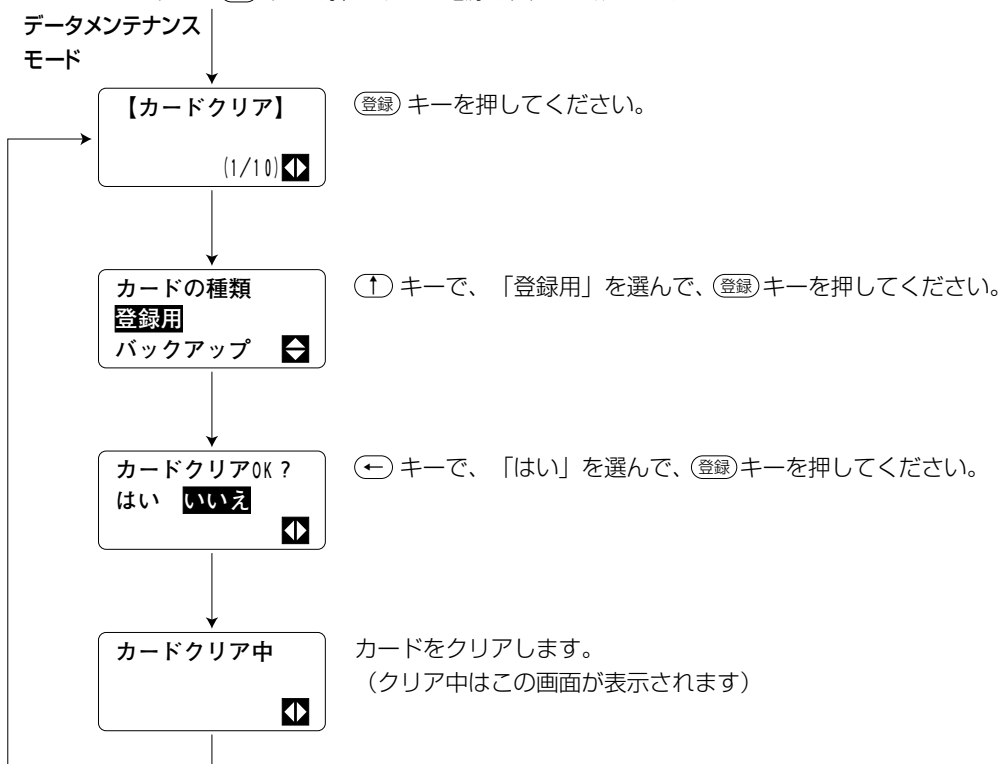 データメンテナンス
モード
【カードクリア】
(1/10)
登録 キーを押してください。
カードの種類
登録用
バックアップ
↑ キーで、「登録用」を選んで、登録キーを押してください。
カードクリアOK?
はい いいえ
← キーで、「はい」を選んで、登録キーを押してください。
カードクリア中
カードをクリアします。
(クリア中はこの画面が表示されます)